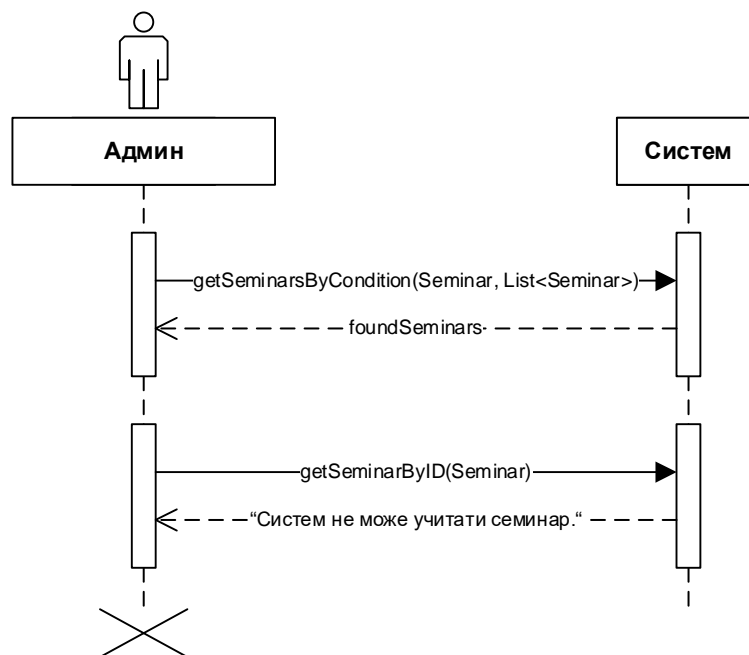 Админ
Систем
getSeminarsByCondition(Seminar, List<Seminar>)
foundSeminars
getSeminarByID(Seminar)
“Систем не може учитати семинар.“